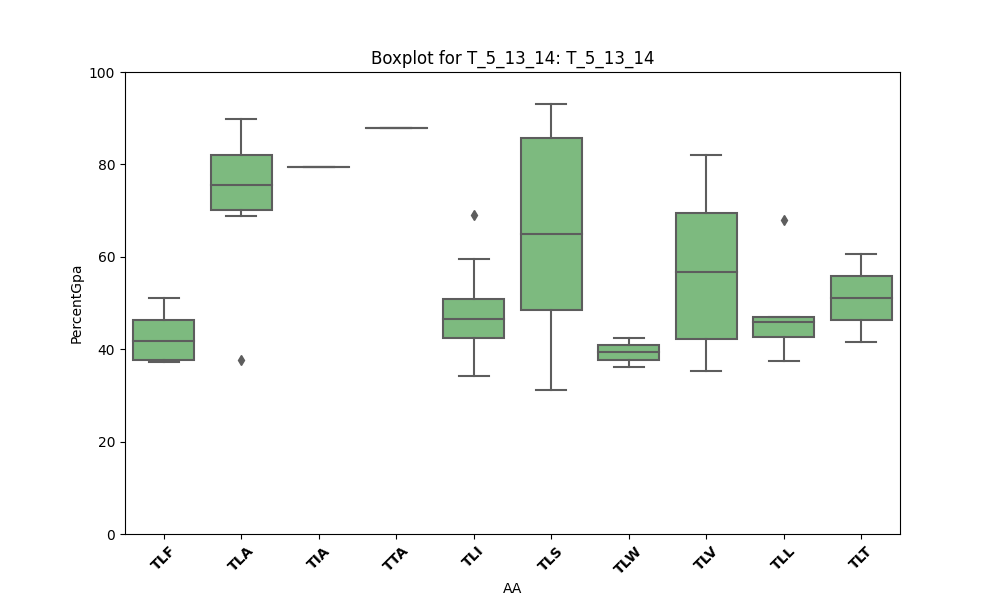 Boxplot for T_5_13_14: T_5_13_14
100
80
60
40
20
0
PercentGpa
TLF TLA TIA TTA TLI TLS TLW TLV TLL TLT
AA